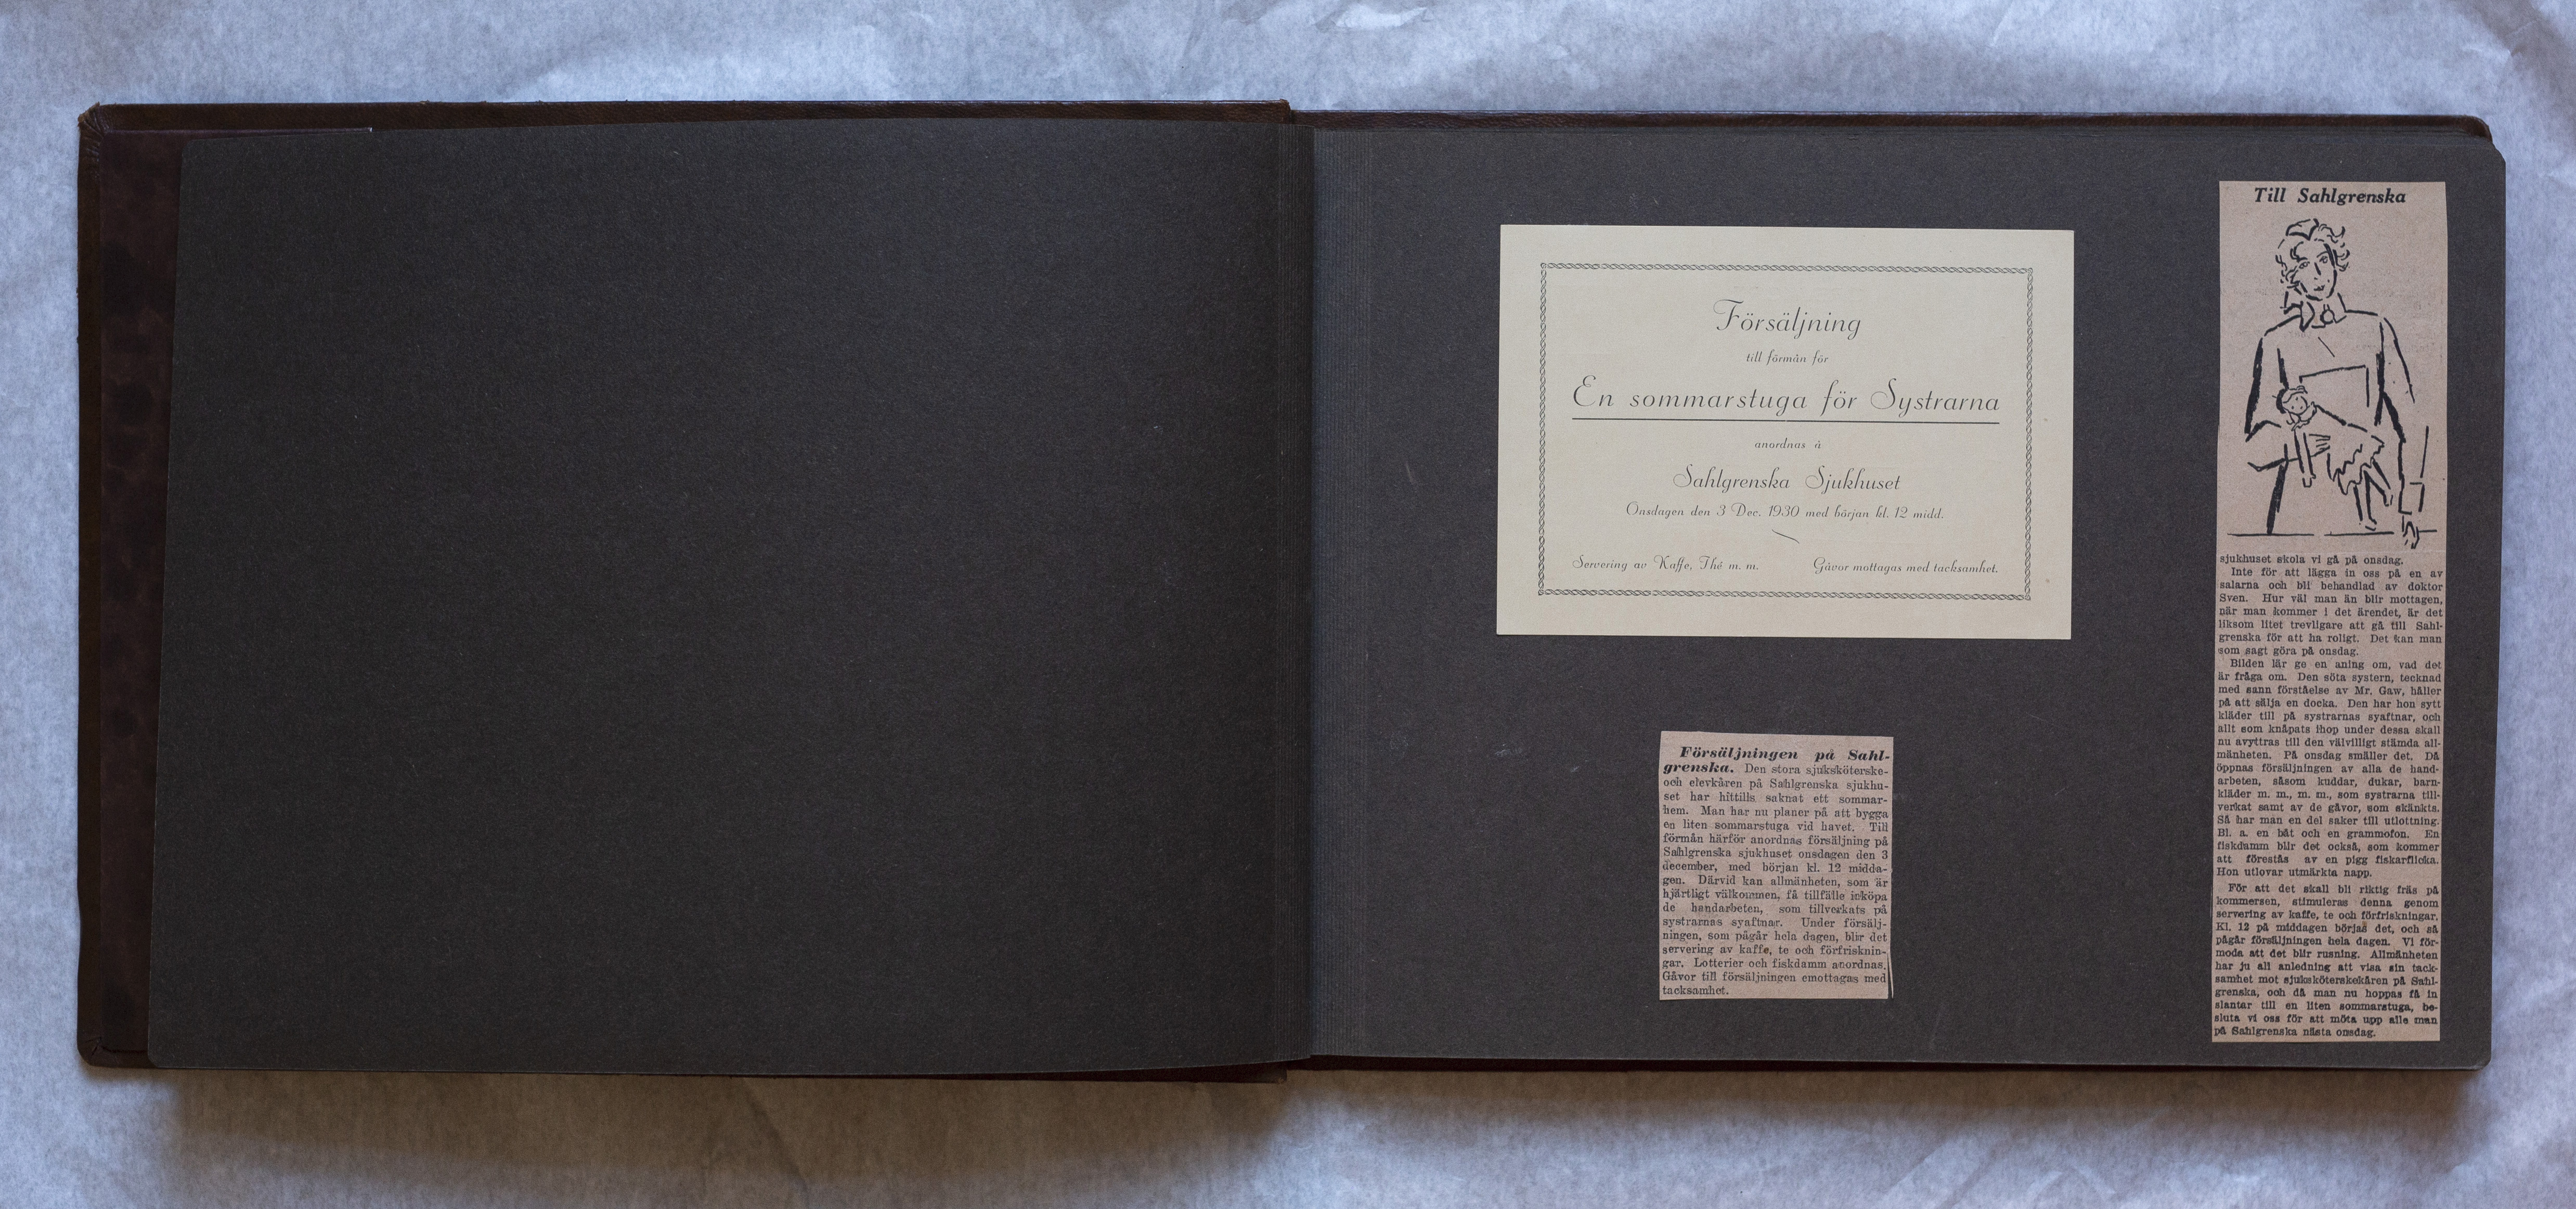 Försäljning
till förmån för
En sommarstuga för Systrarna
anordnas å
Sahlgrenska Sjukhuset
Onsdagen den 3 Dec. 1930 med början kl. 12 midd.
Servering av Kaffe, Thé m. m.
Gåvor mottagas med tacksamhet.
Försäljningen på Sahl-
grenska. Den stora sjuksköterske-
och elevkåren på Sahlgrenska sjukhu-
set har hittills saknat ett sommar-
hem. Man har nu planer på att bygga
en liten sommarstuga vid havet. Till
förmån härför anordnas försäljning på
Sahlgrenska sjukhuset onsdagen den 3
december, med början kl. 12 midda-
gen. Därvid kan allmänheten, som är
hjärtligt välkommen, få tillfälle inköpa
de handarbeten, som tillverkats på
systrarnas syaftnar. Under försälj-
ningen, som pågår hela dagen, blir det
servering av kaffe, te och förfrisknin-
gar. Lotterier och fiskdamm anordnas.
Gåvor till försäljningen emottagas med
tacksamhet.
Till Sahlgrenska
sjukhuset skola vi gå på onsdag.
Inte för att lägga in oss på en av
salarna och bli behandlad av doktor
Sven. Hur väl man än blir mottagen,
när man kommer i det ärendet, är det
liksom litet trevligare att gå till Sahl-
grenska för att ha roligt. Det kan man
som sagt göra på onsdag.
Bilden lär ge en aning om, vad det
är fråga om. Den söta systern, tecknad
med sann förståelse av Mr. Gaw, håller
på att sälja en docka. Den har hon sytt
kläder till på systrarnas syaftnar, och
allt som knåpats ihop under dessa skall
nu avyttras till den välvilligt stämda all-
mänheten. På onsdag smäller det. Då
öppnas försäljningen av alla de hand-
arbeten, såsom kuddar, dukar, barn-
kläder m. m., m. m., som systrarna till-
verkat samt av de gåvor, som skänkts.
Så har man en del saker till utlottning.
Bl. a. en båt och en grammofon. En
fiskdamm blir det också, som kommer
att förestås av en pigg fiskarflicka.
Hon utlovar utmärkta napp.
För att det skall bli riktig fräs på
kommersen, stimuleras denna genom
servering av kaffe, te och förfriskningar.
Kl. 12 på middagen börjas det, och så
pågår försäljningen hela dagen. Vi för-
moda att det blir rusning. Allmänheten
har ju all anledning att visa sin tack-
samhet mot sjuksköterskekåren på Sahl-
grenska, och då man nu hoppas få in
slantar till en liten sommarstuga, be-
sluta vi oss för att möta upp alle man
på Sahlgrenska nästa onsdag.